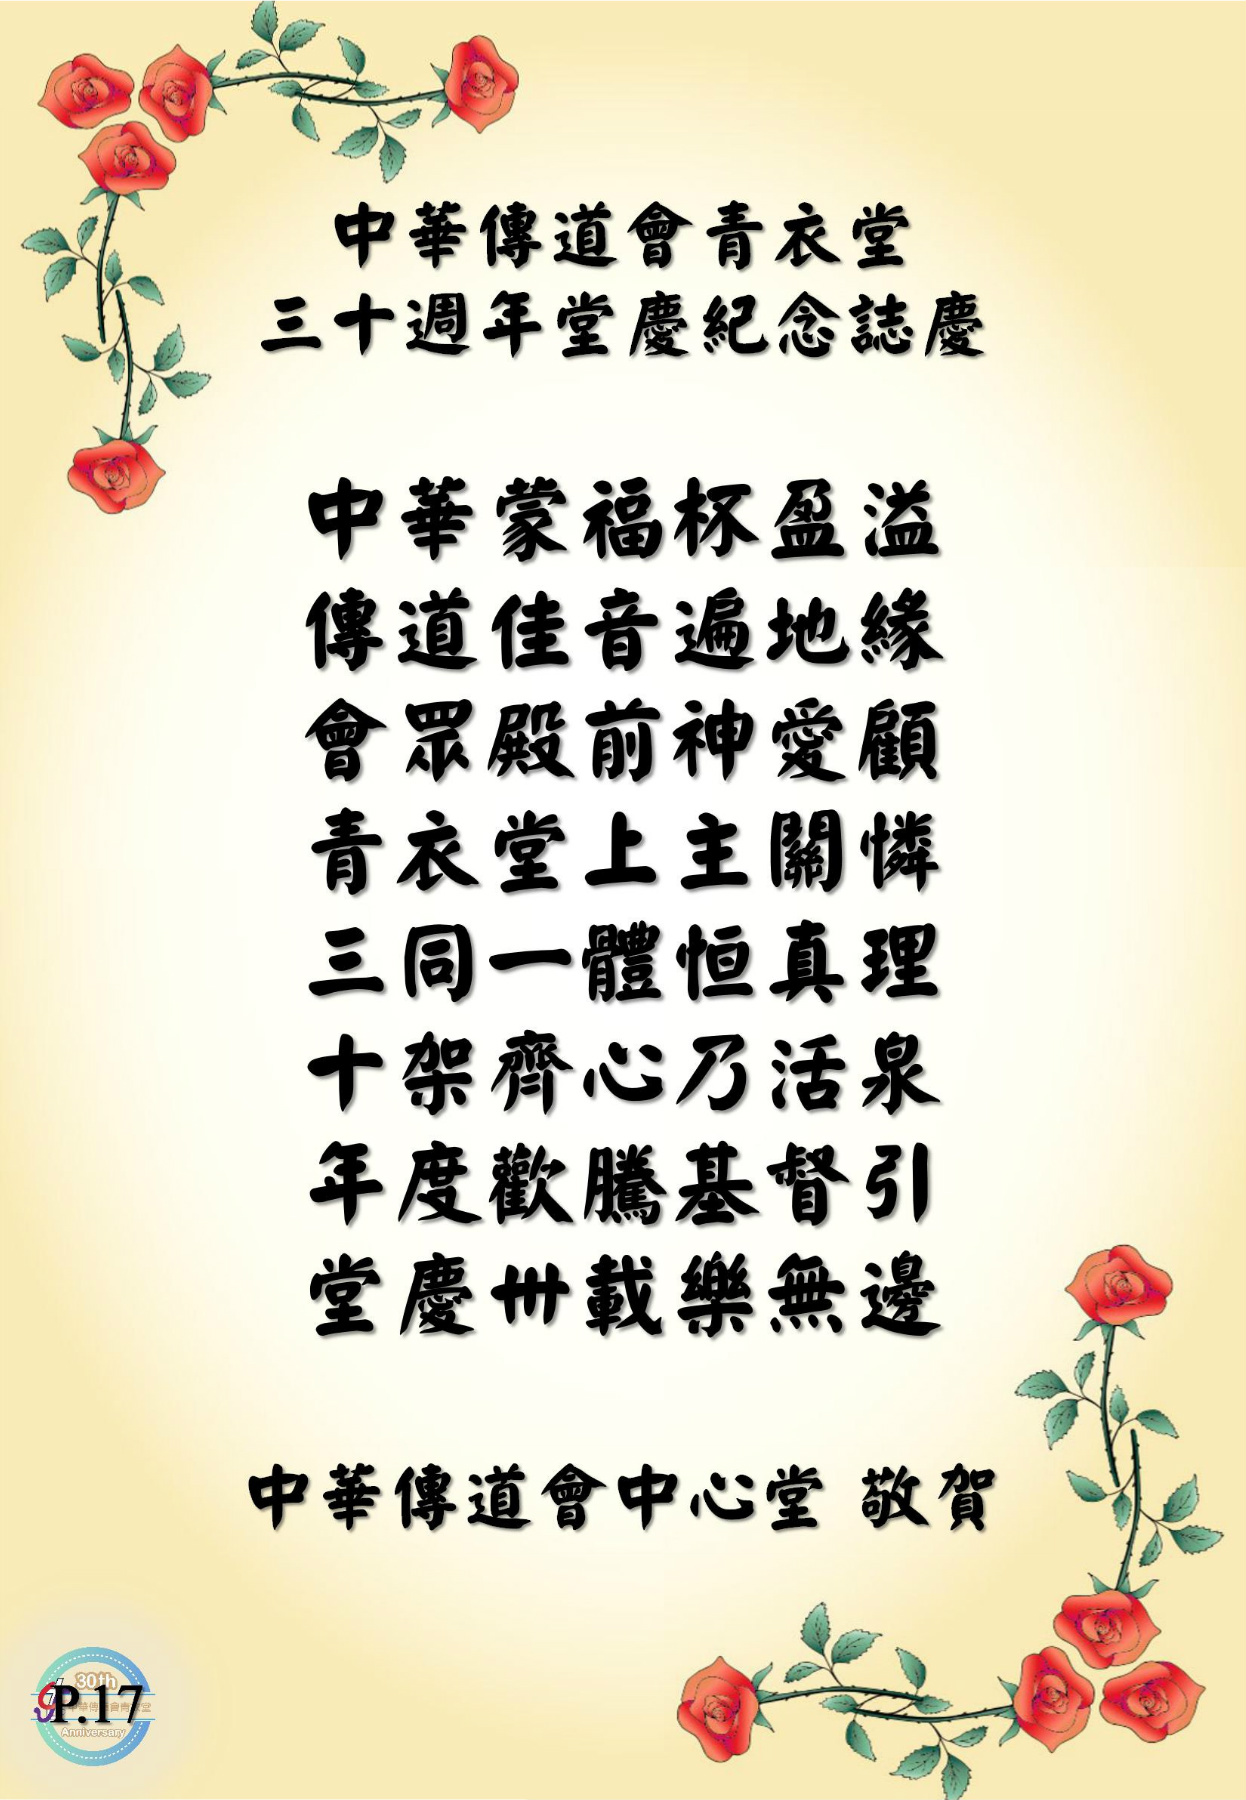 中華傳道會青衣堂
三十週年堂慶紀念誌慶
中華蒙福杯盈溢
傳道佳音遍地緣
會眾殿前神愛顧
青衣堂上主關憐
三同一體恒真理
十架齊心乃活泉
年度歡騰基督引
堂慶卅載樂無邊
中華傳道會中心堂 敬賀
30th
P.17
Anniversary